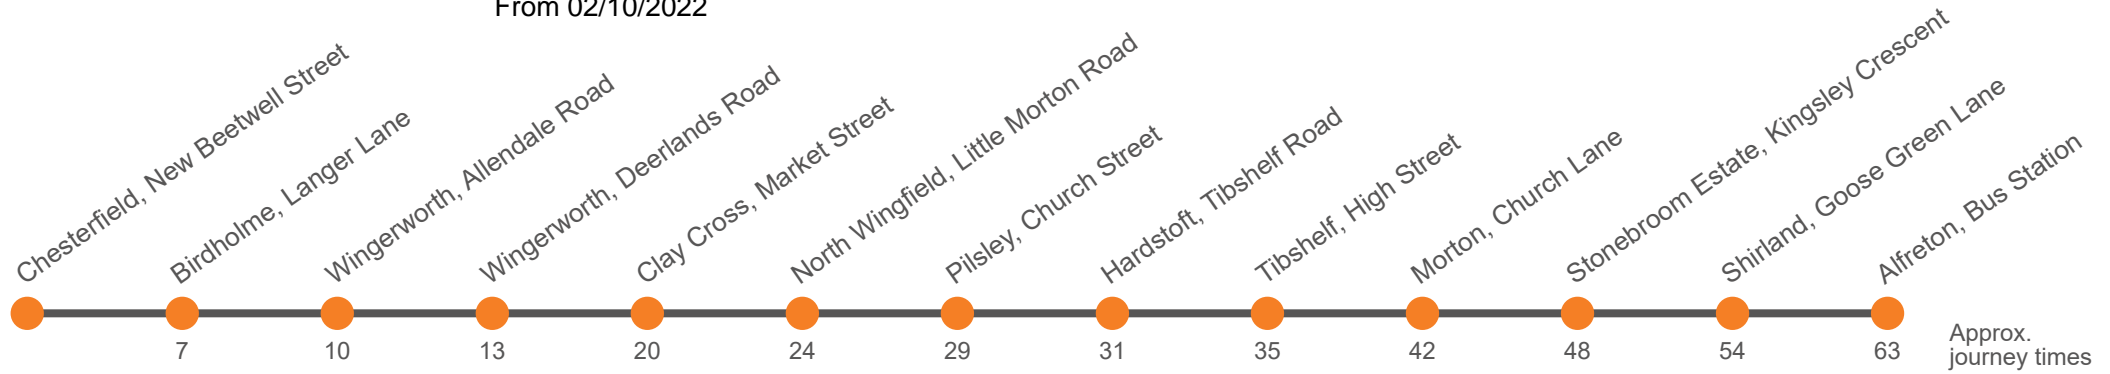 From 02/10/2022
Chesterfield, New Beetwell Street
Birdholme, Langer Lane
Wingerworth, Allendale Road
Wingerworth, Deerlands Road
Clay Cross, Market Street
North Wingfield, Little Morton Road
Pilsley, Church Street
Hardstoft, Tibshelf Road
Tibshelf, High Street
Morton, Church Lane
Stonebroom Estate, Kingsley Crescent
Shirland, Goose Green Lane
Alfreton, Bus Station
7 10 13 20 24 29 31 35 42 48 54 63
Approx.
journey times